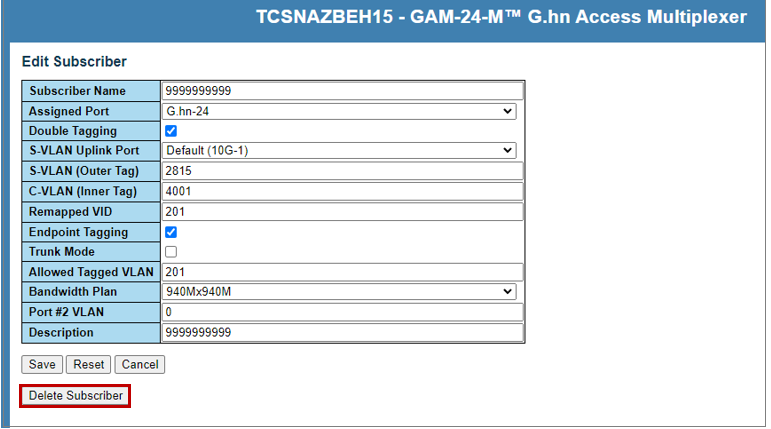 TCSNAZBEH15 - GAM-24-M™ G.hn Access Multiplexer
Edit Subscriber
Subscriber Name 9999999999
Assigned Port G.hn-24
Double Tagging
S-VLAN Uplink Port Default (10G-1)
S-VLAN (Outer Tag) 2815
C-VLAN (Inner Tag) 4001
Remapped VID 201
Endpoint Tagging
Trunk Mode
Allowed Tagged VLAN 201
Bandwidth Plan 940Mx940M
Port #2 VLAN 0
Description 9999999999
Save Reset Cancel
Delete Subscriber